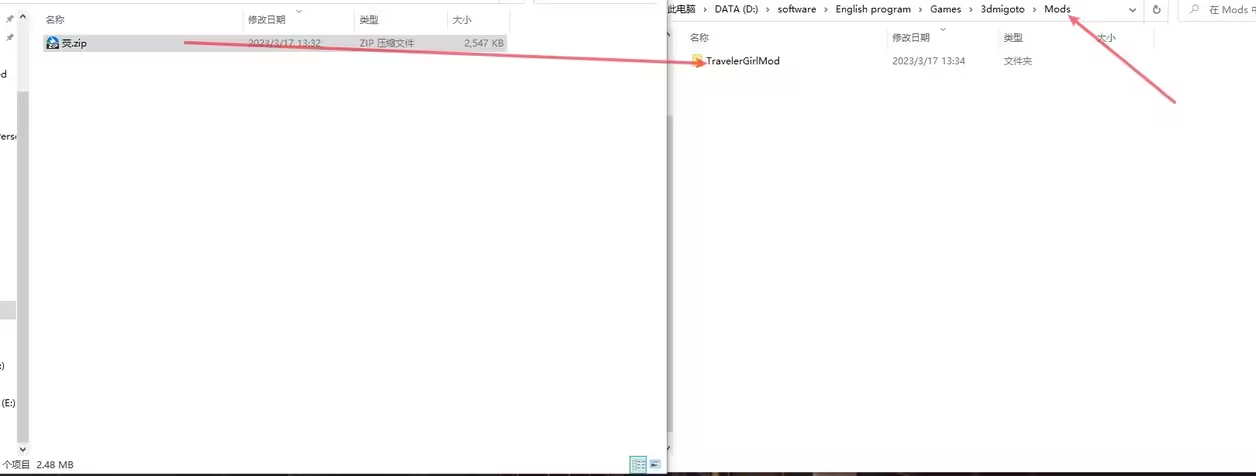 名称 修改日期 类型 大小
荧.zip 2023/3/17 13:32 ZIP 压缩文件 2,547 KB
(E:)
个项目 2.48 MB
此电脑 › DATA (D:) › software › English program › Games › 3dmigoto › Mods
在 Mods 中
名称 修改日期 类型 大小
TravelerGirlMod 2023/3/17 13:34 文件夹